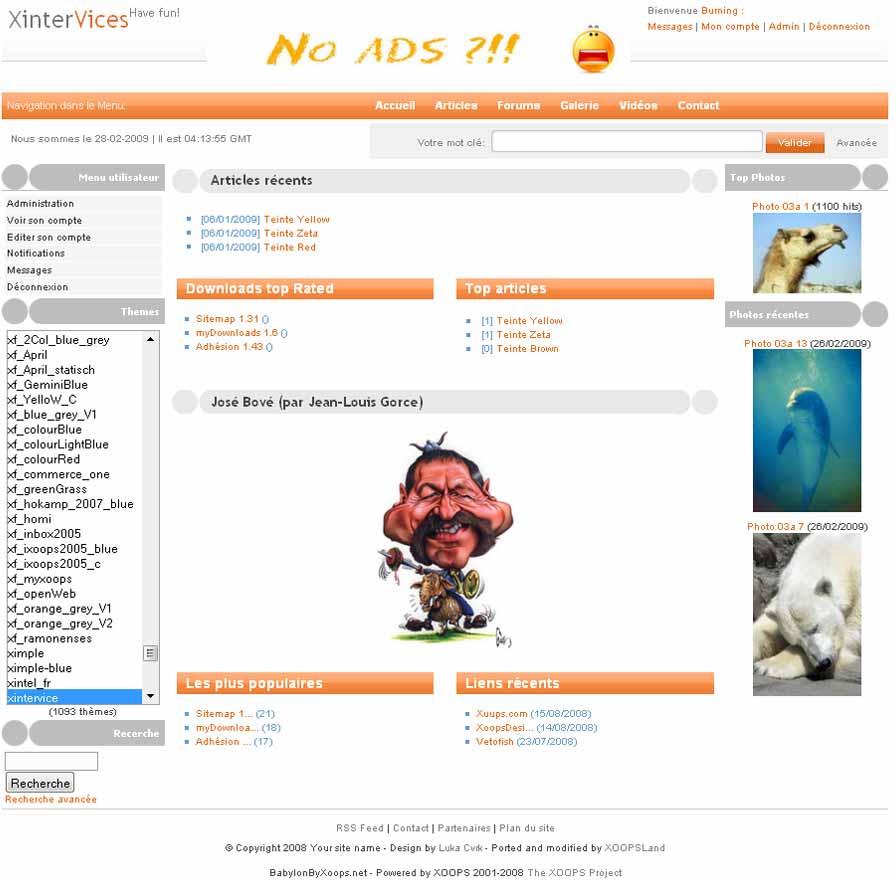 XinterVices Have fun!
NO ADS ?!!
Bienvenue Burning :
Messages | Mon compte | Admin | Déconnexion
Navigation dans le Menu:
Accueil Articles Forums Galerie Vidéos Contact
Nous sommes le 28-02-2009 | Il est 04:13:55 GMT
Votre mot clé: Valider Avancée
Menu utilisateur
Administration
Voir son compte
Editer son compte
Notifications
Messages
Déconnexion
Themes
xf_2Col_blue_grey
xf_April
xf_April_statisch
xf_GeminiBlue
xf_YelloW_C
xf_blue_grey_V1
xf_colourBlue
xf_colourLightBlue
xf_colourRed
xf_commerce_one
xf_greenGrass
xf_hokamp_2007_blue
xf_homi
xf_inbox2005
xf_ixoops2005_blue
xf_ixoops2005_c
xf_myxoops
xf_openWeb
xf_orange_grey_V1
xf_orange_grey_V2
xf_ramonenses
ximple
ximple-blue
xintel_fr
xintervice
(1093 thèmes)
Recerche
Recherche
Recherche avancée
Articles récents
[06/01/2009] Teinte Yellow
[06/01/2009] Teinte Zeta
[06/01/2009] Teinte Red
Downloads top Rated
Sitemap 1.31 ()
myDownloads 1.6 ()
Adhésion 1.43 ()
Top articles
[1] Teinte Yellow
[1] Teinte Zeta
[0] Teinte Brown
José Bové (par Jean-Louis Gorce)
Les plus populaires
Sitemap 1... (21)
myDownloa... (18)
Adhésion ... (17)
Liens récents
Xuups.com (15/08/2008)
XoopsDesi... (14/08/2008)
Vetofish (23/07/2008)
Top Photos
Photo 03a 1 (1100 hits)
Photos récentes
Photo 03a 13 (26/02/2009)
Photo 03a 7 (26/02/2009)
RSS Feed | Contact | Partenaires | Plan du site
© Copyright 2008 Your site name - Design by Luka Cvrk - Ported and modified by XOOPSLand
BabylonByXoops.net - Powered by XOOPS 2001-2008 The XOOPS Project